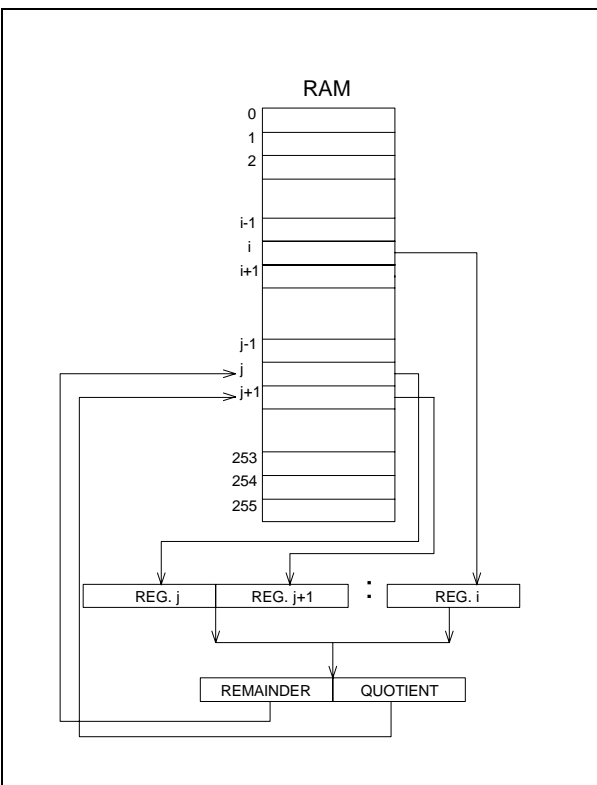 RAM
0
1
2
i-1
i
i+1
j-1
j
j+1
253
254
255
REG. j REG. j+1 : REG. i
REMAINDER QUOTIENT